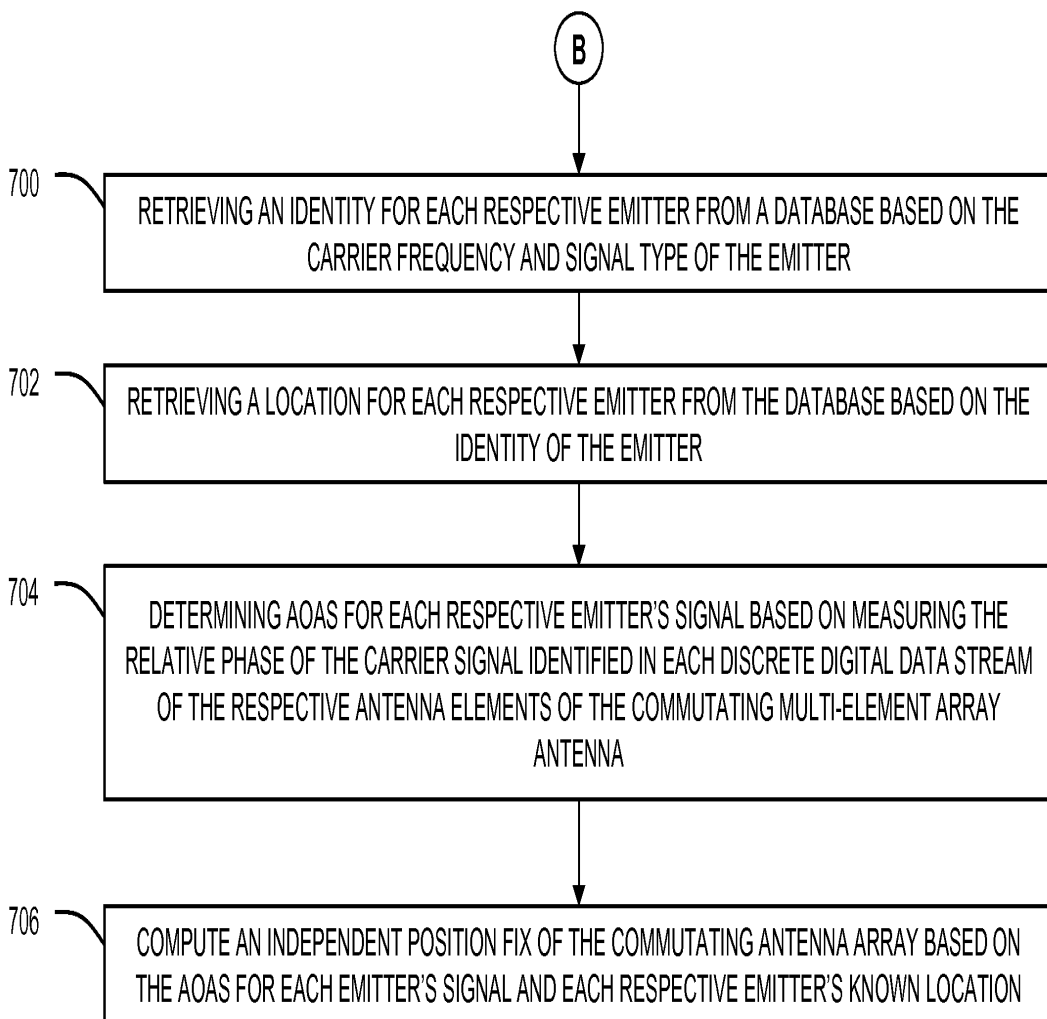 B
700
RETRIEVING AN IDENTITY FOR EACH RESPECTIVE EMITTER FROM A DATABASE BASED ON THE
CARRIER FREQUENCY AND SIGNAL TYPE OF THE EMITTER
702
RETRIEVING A LOCATION FOR EACH RESPECTIVE EMITTER FROM THE DATABASE BASED ON THE
IDENTITY OF THE EMITTER
704
DETERMINING AOAS FOR EACH RESPECTIVE EMITTER'S SIGNAL BASED ON MEASURING THE
RELATIVE PHASE OF THE CARRIER SIGNAL IDENTIFIED IN EACH DISCRETE DIGITAL DATA STREAM
OF THE RESPECTIVE ANTENNA ELEMENTS OF THE COMMUTATING MULTI-ELEMENT ARRAY
ANTENNA
706
COMPUTE AN INDEPENDENT POSITION FIX OF THE COMMUTATING ANTENNA ARRAY BASED ON
THE AOAS FOR EACH EMITTER'S SIGNAL AND EACH RESPECTIVE EMITTER'S KNOWN LOCATION